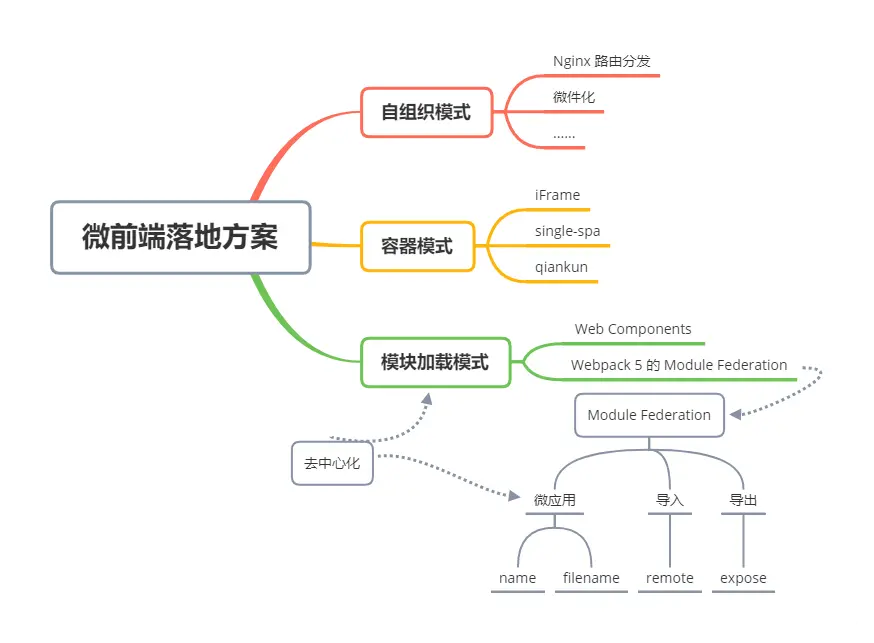 微前端落地方案
自组织模式
Nginx 路由分发
微件化
......
容器模式
iFrame
single-spa
qiankun
模块加载模式
Web Components
Webpack 5 的 Module Federation
Module Federation
去中心化
微应用
导入
导出
name
filename
remote
expose